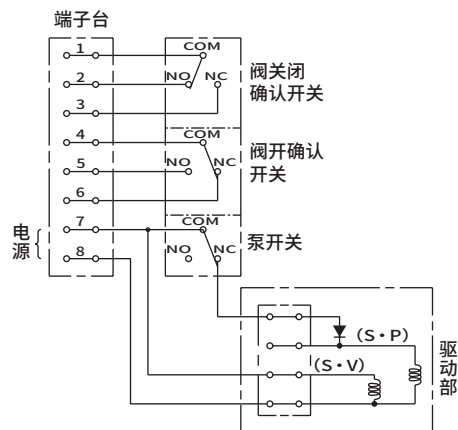 端子台
1
COM
2
NO
NC
3
阀关闭
确认开关
4
COM
5
NO
NC
6
阀开确认
开关
7
COM
8
NO
NC
泵开关
电
源
(S・P)
(S・V)
驱
动
部